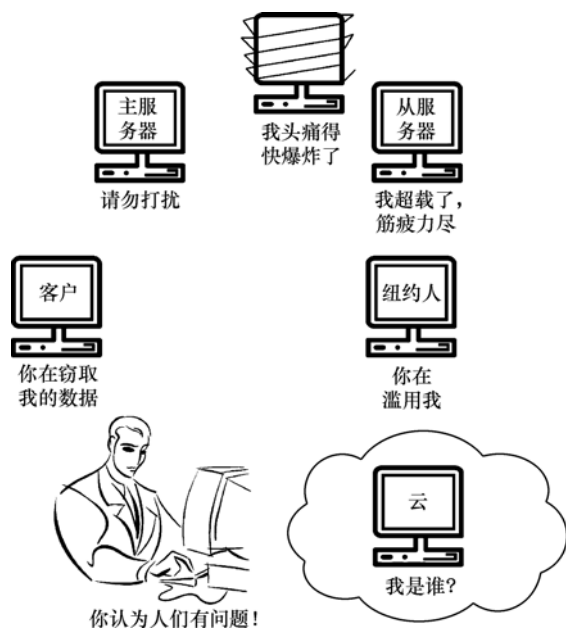 我头痛得
快爆炸了
主服
务器
请勿打扰
从服
务器
我超载了，
筋疲力尽
客户
你在窃取
我的数据
纽约人
你在
滥用我
你认为人们有问题！
云
我是谁？